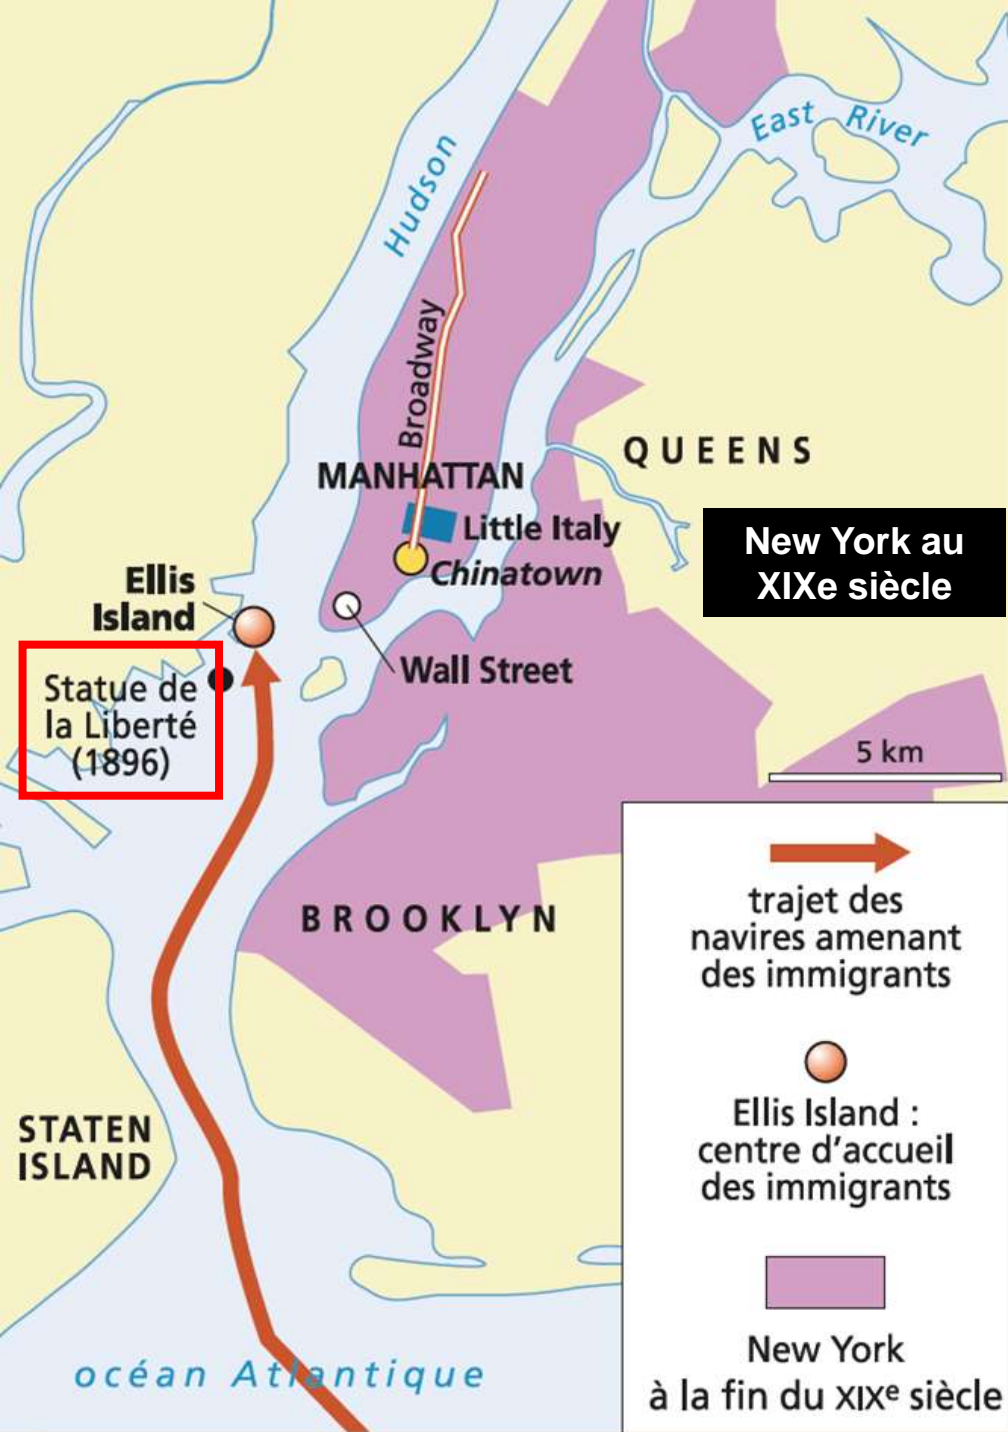 East River
Hudson
Broadway
QUEENS
MANHATTAN
Little Italy
Chinatown
New York au
XIXe siècle
Ellis
Island
Wall Street
Statue de
la Liberté
(1896)
5 km
BROOKLYN
STATEN
ISLAND
océan Atlantique
trajet des
navires amenant
des immigrants
Ellis Island :
centre d'accueil
des immigrants
New York
à la fin du XIXe siècle